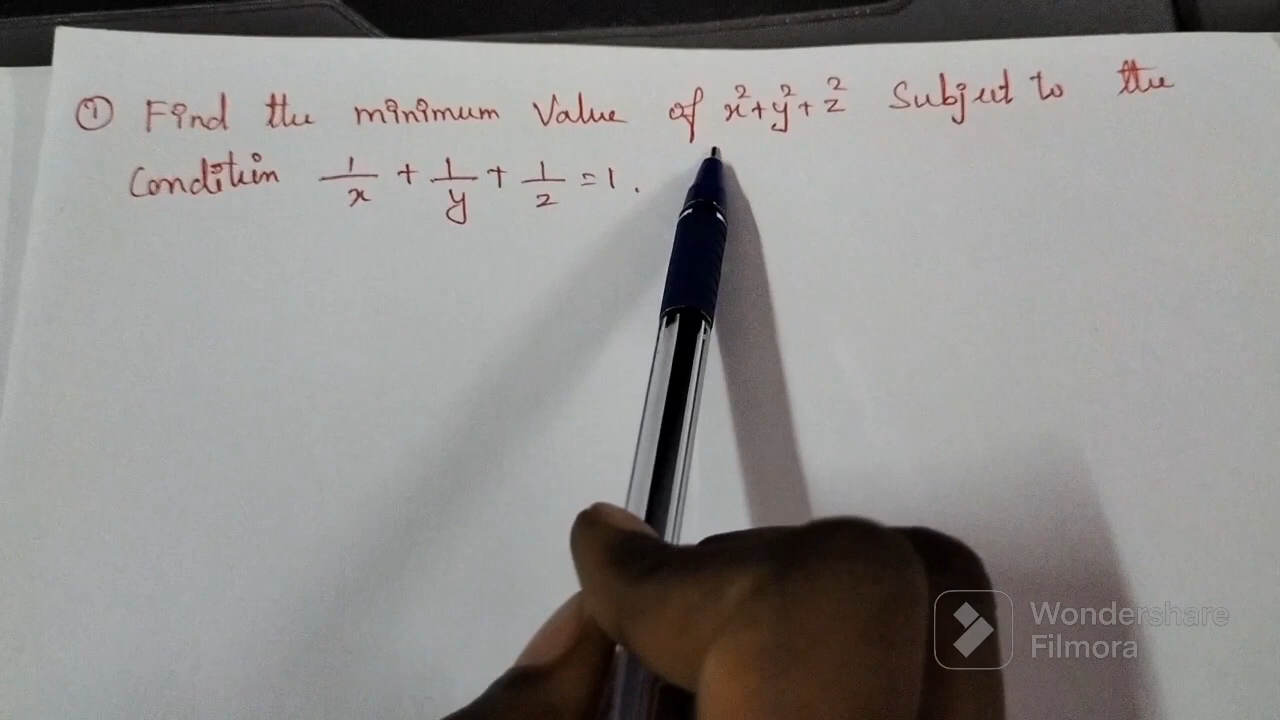 ① Find the minimum Value of x²+y²+z² Subject to the
Condition 1/x + 1/y + 1/z = 1.
Wondershare
Filmora